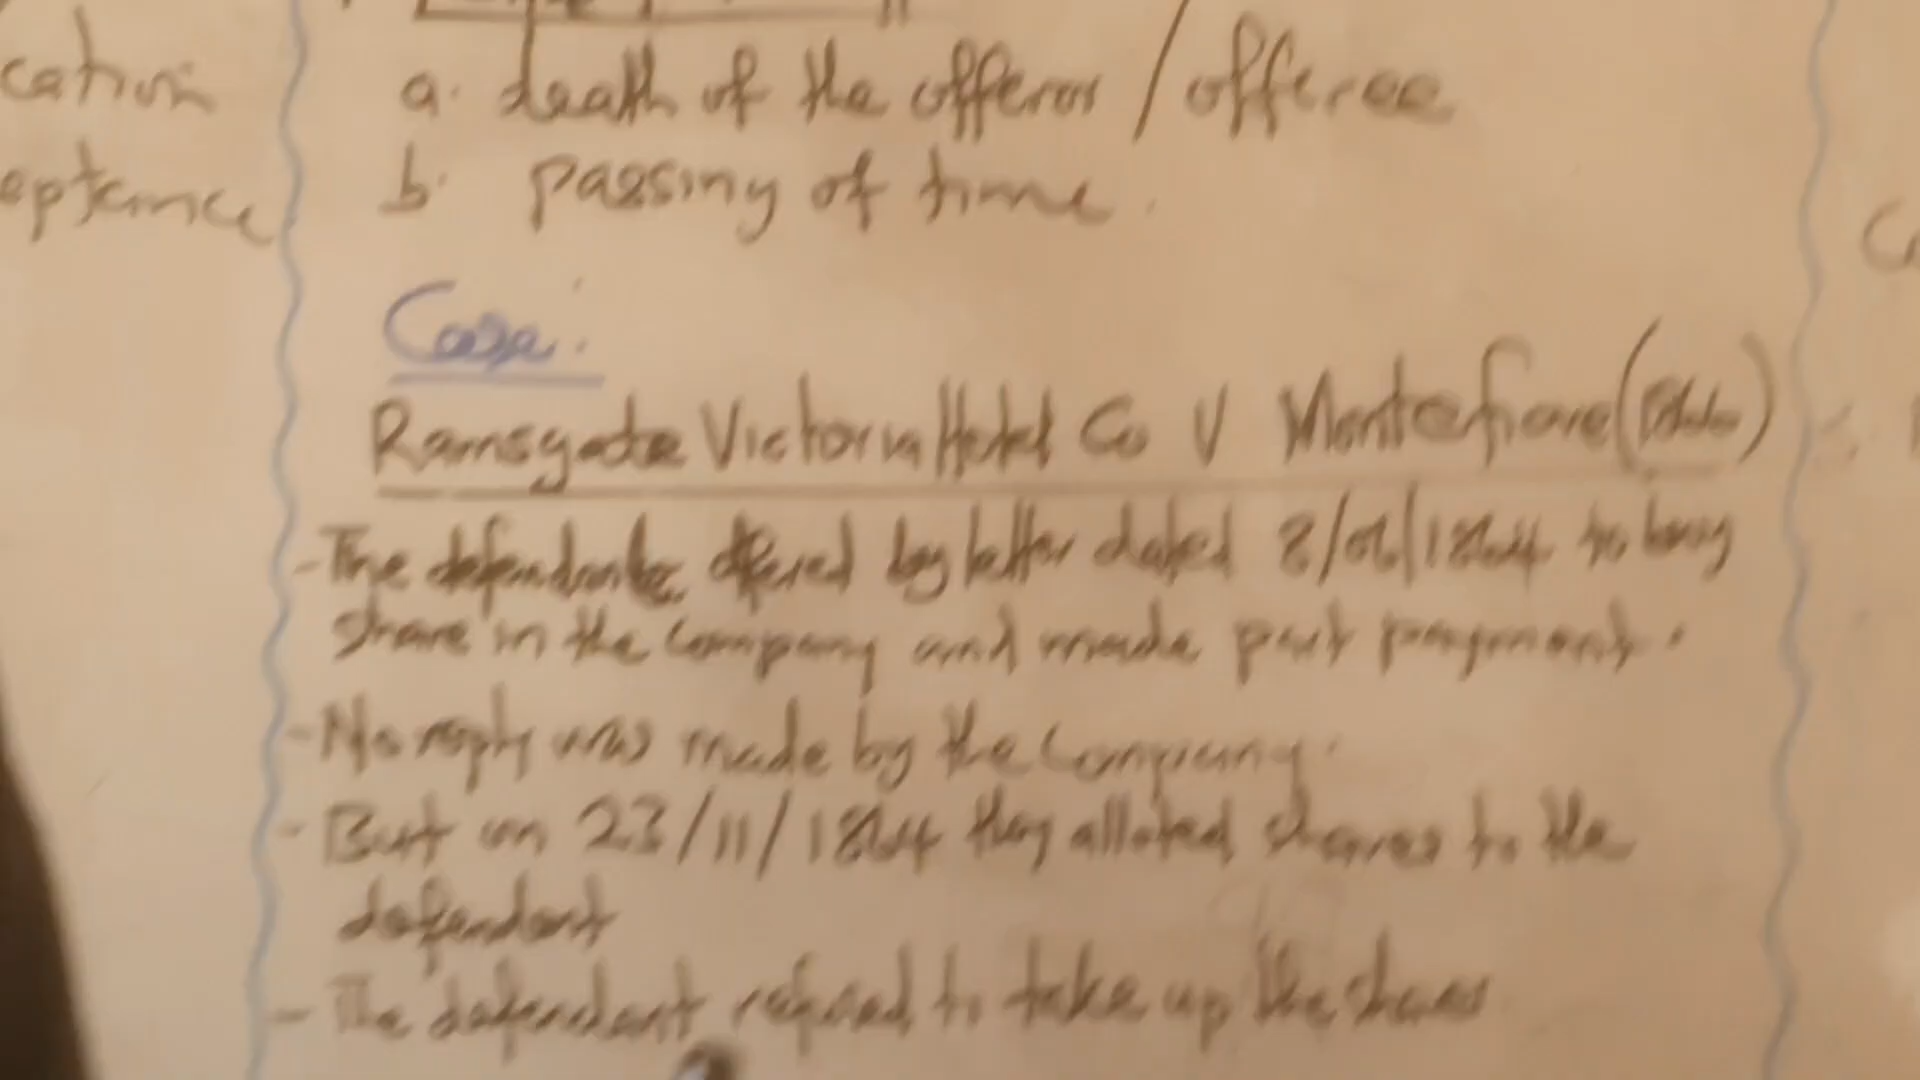 cation
eptance
a. death of the offeror / offeree
b. passing of time.
Case:
Ramsgate Victoria Hotel Co V Montefiore
- The defendant offered by letter dated 8/06/1864 to buy
share in the company and made part payment.
- No reply was made by the company.
- But on 23/11/1864 they alloted shares to the
defendant
- The defendant refused to take up the shares